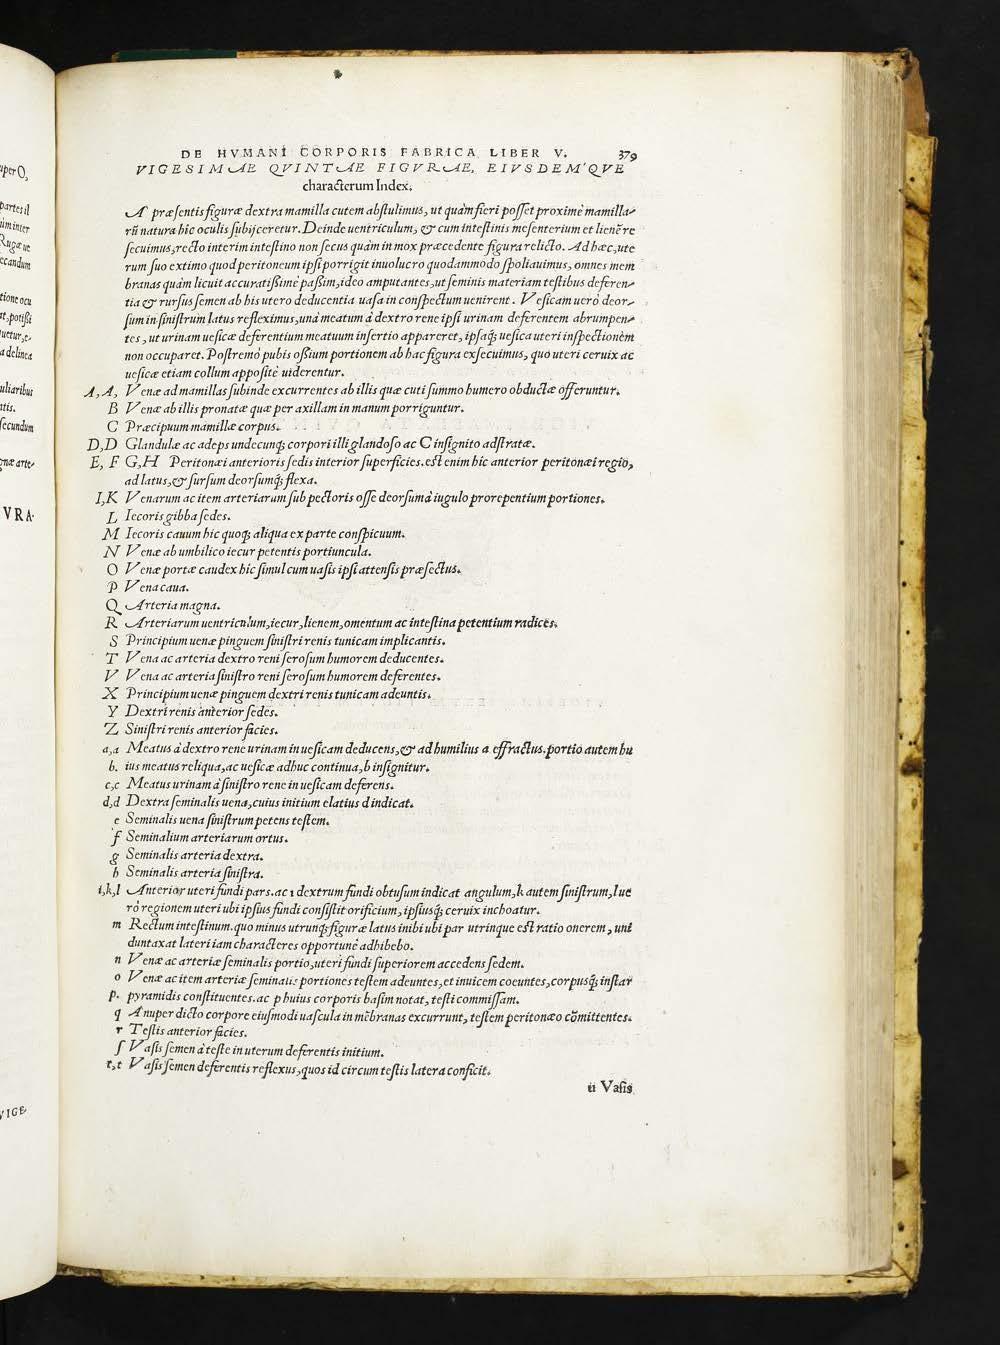 uper O,
partes il
Rugæ ue
ecandum
tione ocu
at, potißi
a delinea
uliaribus
ntis.
secundum
gnæ arte-
VRA.
VIGE-
DE HVMANI CORPORIS FABRICA LIBER V. 379
VIGESIMAE QVINTAE FIGVRAE, EIVSDEM'QVE
characterum Index.
A præsentis figuræ dextra mamilla cutem abstulimus, ut quàm fieri posset proximè mamilla-
rū natura hic oculis subijceretur. Deinde uentriculum, & cum intestinis mesenterium et lienē re
secuimus, recto interim intestino non secus quàm in mox præcedente figura relicto. Ad hæc, ute
rum suo extimo quod peritoneum ipsi porrigit inuolucro quodammodo spoliauimus, omnes mem
branas quàm licuit accuratißimè paßim, ideo amputantes, ut seminis materiam testibus deferen-
tia & rursus semen ab his utero deducentia uasa in conspectum uenirent. Vesicam uerò deor-
sum in sinistrum latus refleximus, unà meatum à dextro rene ipsi urinam deferentem abrumpen-
tes, ut urinam uesicæ deferentium meatuum insertio appareret, ipsaq; uesica uteri inspectionem
non occuparet. Postremò pubis oßium portionem ab hac figura exsecuimus, quo uteri ceruix ac
uesicæ etiam collum appositè uiderentur.
A, A, Venæ ad mamillas subinde excurrentes ab illis quæ cuti summo humero obductæ offeruntur.
B Venæ ab illis pronatæ quæ per axillam in manum porriguntur.
C Præcipuum mamillæ corpus.
D, D Glandulæ ac adeps undecunq; corpori illi glandoso ac C insignito adstratæ.
E, F G, H Peritonæi anterioris sedis interior superficies. est enim hic anterior peritonæi regio,
ad latus, & sursum deorsumq; flexa.
I, K Venarum ac item arteriarum sub pectoris osse deorsum à iugulo prorepentium portiones.
L Iecoris gibba sedes.
M Iecoris cauum hic quoq; aliqua ex parte conspicuum.
N Venæ ab umbilico iecur petentis portiuncula.
O Venæ portæ caudex hic simul cum uasis ipsi attensis præsectus.
P Vena caua.
Q Arteria magna.
R Arteriarum uentriculum, iecur, lienem, omentum ac intestina petentium radices.
S Principium uenæ pinguem sinistri renis tunicam implicantis.
T Vena ac arteria dextro reni serosum humorem deducentes.
V Vena ac arteria sinistro reni serosum humorem deferentes.
X Principium uenæ pinguem dextri renis tunicam adeuntis.
Y Dextri renis anterior sedes.
Z Sinistri renis anterior facies.
a, a Meatus à dextro rene urinam in uesicam deducens, & ad humilius a effractus. portio autem hu
b. ius meatus reliqua, ac uesicæ adhuc continua, b insignitur.
c, c Meatus urinam à sinistro rene in uesicam deferens.
d, d Dextra seminalis uena, cuius initium elatius d indicat.
e Seminalis uena sinistrum petens testem.
f Seminalium arteriarum ortus.
g Seminalis arteria dextra.
h Seminalis arteria sinistra.
i, k, l Anterior uteri fundi pars. ac i dextrum fundi obtusum indicat angulum, k autem sinistrum, l ue
rò regionem uteri ubi ipsius fundi consistit orificium, ipsiusq; ceruix inchoatur.
m Rectum intestinum. quo minus utrunq; figuræ latus inibi ubi par utrinque est ratio onerem, uni
duntaxat lateri iam characteres opportunè adhibebo.
n Venæ ac arteriæ seminalis portio, uteri fundi superiorem accedens sedem.
o Venæ ac item arteriæ seminalis portiones testem adeuntes, et inuicem coeuntes, corpusq; instar
p. pyramidis constituentes. ac p huius corporis basim notat, testi commissam.
q A nuper dicto corpore eiusmodi uascula in mēbranas excurrunt, testem peritonæo cōmittentes.
r Testis anterior facies.
ſ Vasis semen à teste in uterum deferentis initium.
t, t Vasis semen deferentis reflexus, quos id circum testis latera conficit.
u Vasis